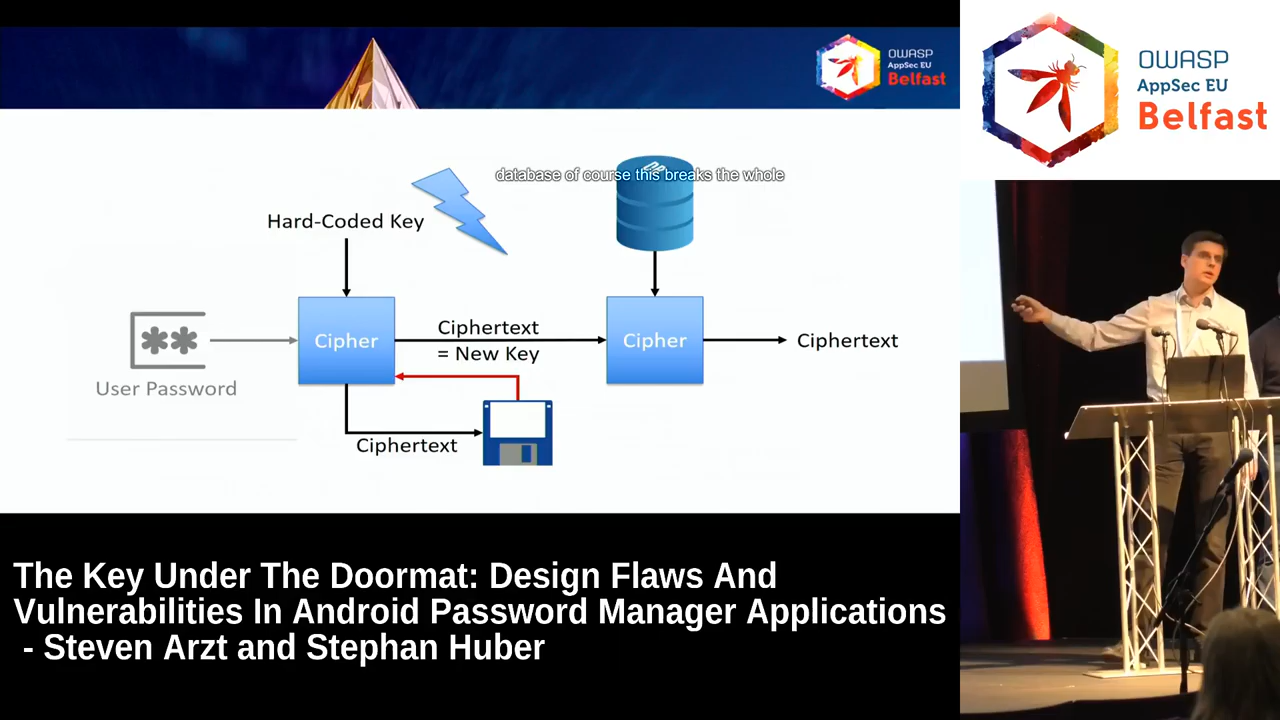 OWASP
AppSec EU
Belfast
OWASP
AppSec EU
Belfast
database of course this breaks the whole
Hard-Coded Key
**
User Password
Cipher
Ciphertext
= New Key
Cipher
Ciphertext
Ciphertext
The Key Under The Doormat: Design Flaws And
Vulnerabilities In Android Password Manager Applications
- Steven Arzt and Stephan Huber